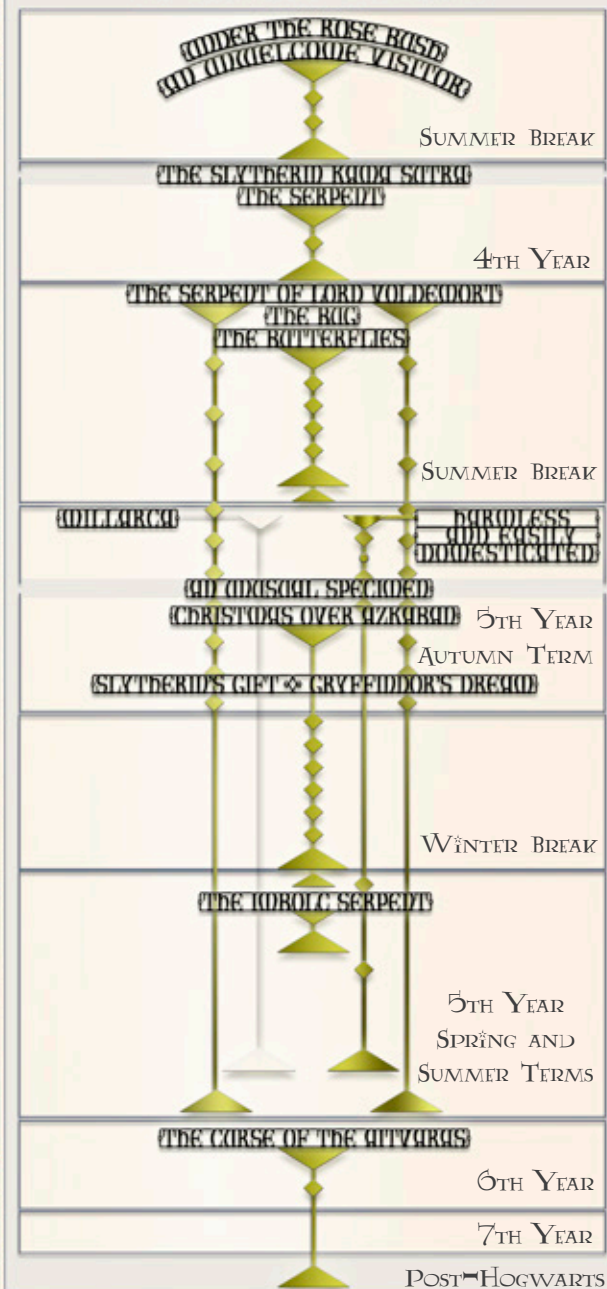 UNDER THE ROSE BUSH
AN UNWELCOME VISITOR
SUMMER BREAK
THE SLYTHERIN KAMA SUTRA
THE SERPENT
4TH YEAR
THE SERPENT OF LORD VOLDEMORT
THE BUG
THE BUTTERFLIES
SUMMER BREAK
MILLARCA
HARMLESS
AND EASILY
DOMESTICATED
AN UNUSUAL SPECIMEN
CHRISTMAS OVER AZKABAN
5TH YEAR
AUTUMN TERM
SLYTHERIN'S GIFT ❖ GRYFFINDOR'S DREAM
WINTER BREAK
THE IMBOLC SERPENT
5TH YEAR
SPRING AND
SUMMER TERMS
THE CURSE OF THE AITVARAS
6TH YEAR
7TH YEAR
POST-HOGWARTS